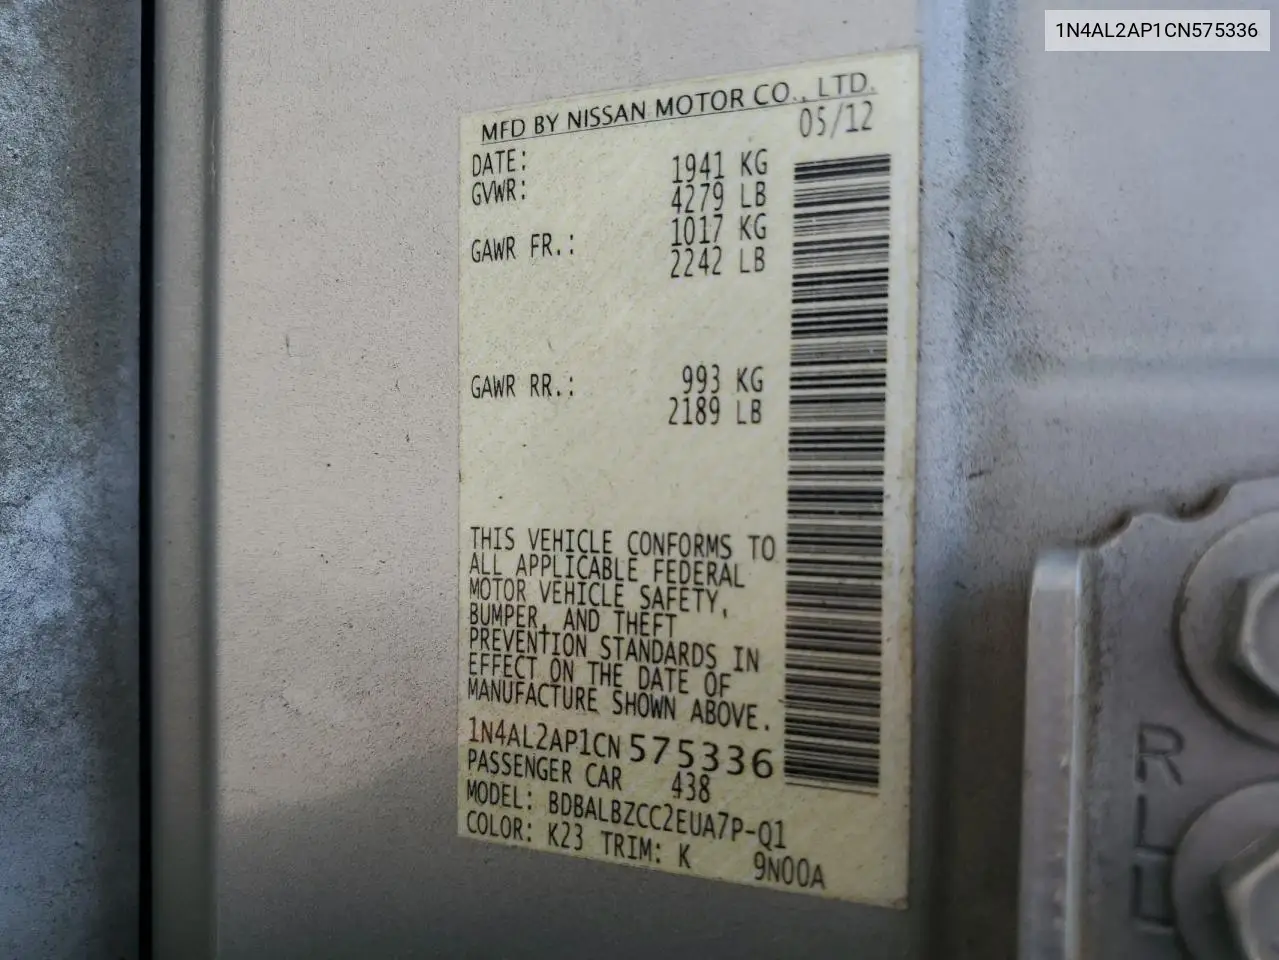 1N4AL2AP1CN575336
MFD BY NISSAN MOTOR CO., LTD.
DATE: 05/12
GVWR: 1941 KG
4279 LB
GAWR FR.: 1017 KG
2242 LB
GAWR RR.: 993 KG
2189 LB
THIS VEHICLE CONFORMS TO
ALL APPLICABLE FEDERAL
MOTOR VEHICLE SAFETY,
BUMPER, AND THEFT
PREVENTION STANDARDS IN
EFFECT ON THE DATE OF
MANUFACTURE SHOWN ABOVE.
1N4AL2AP1CN575336
PASSENGER CAR 438
MODEL: BDBALBZCC2EUA7P-Q1
COLOR: K23 TRIM: K 9N00A